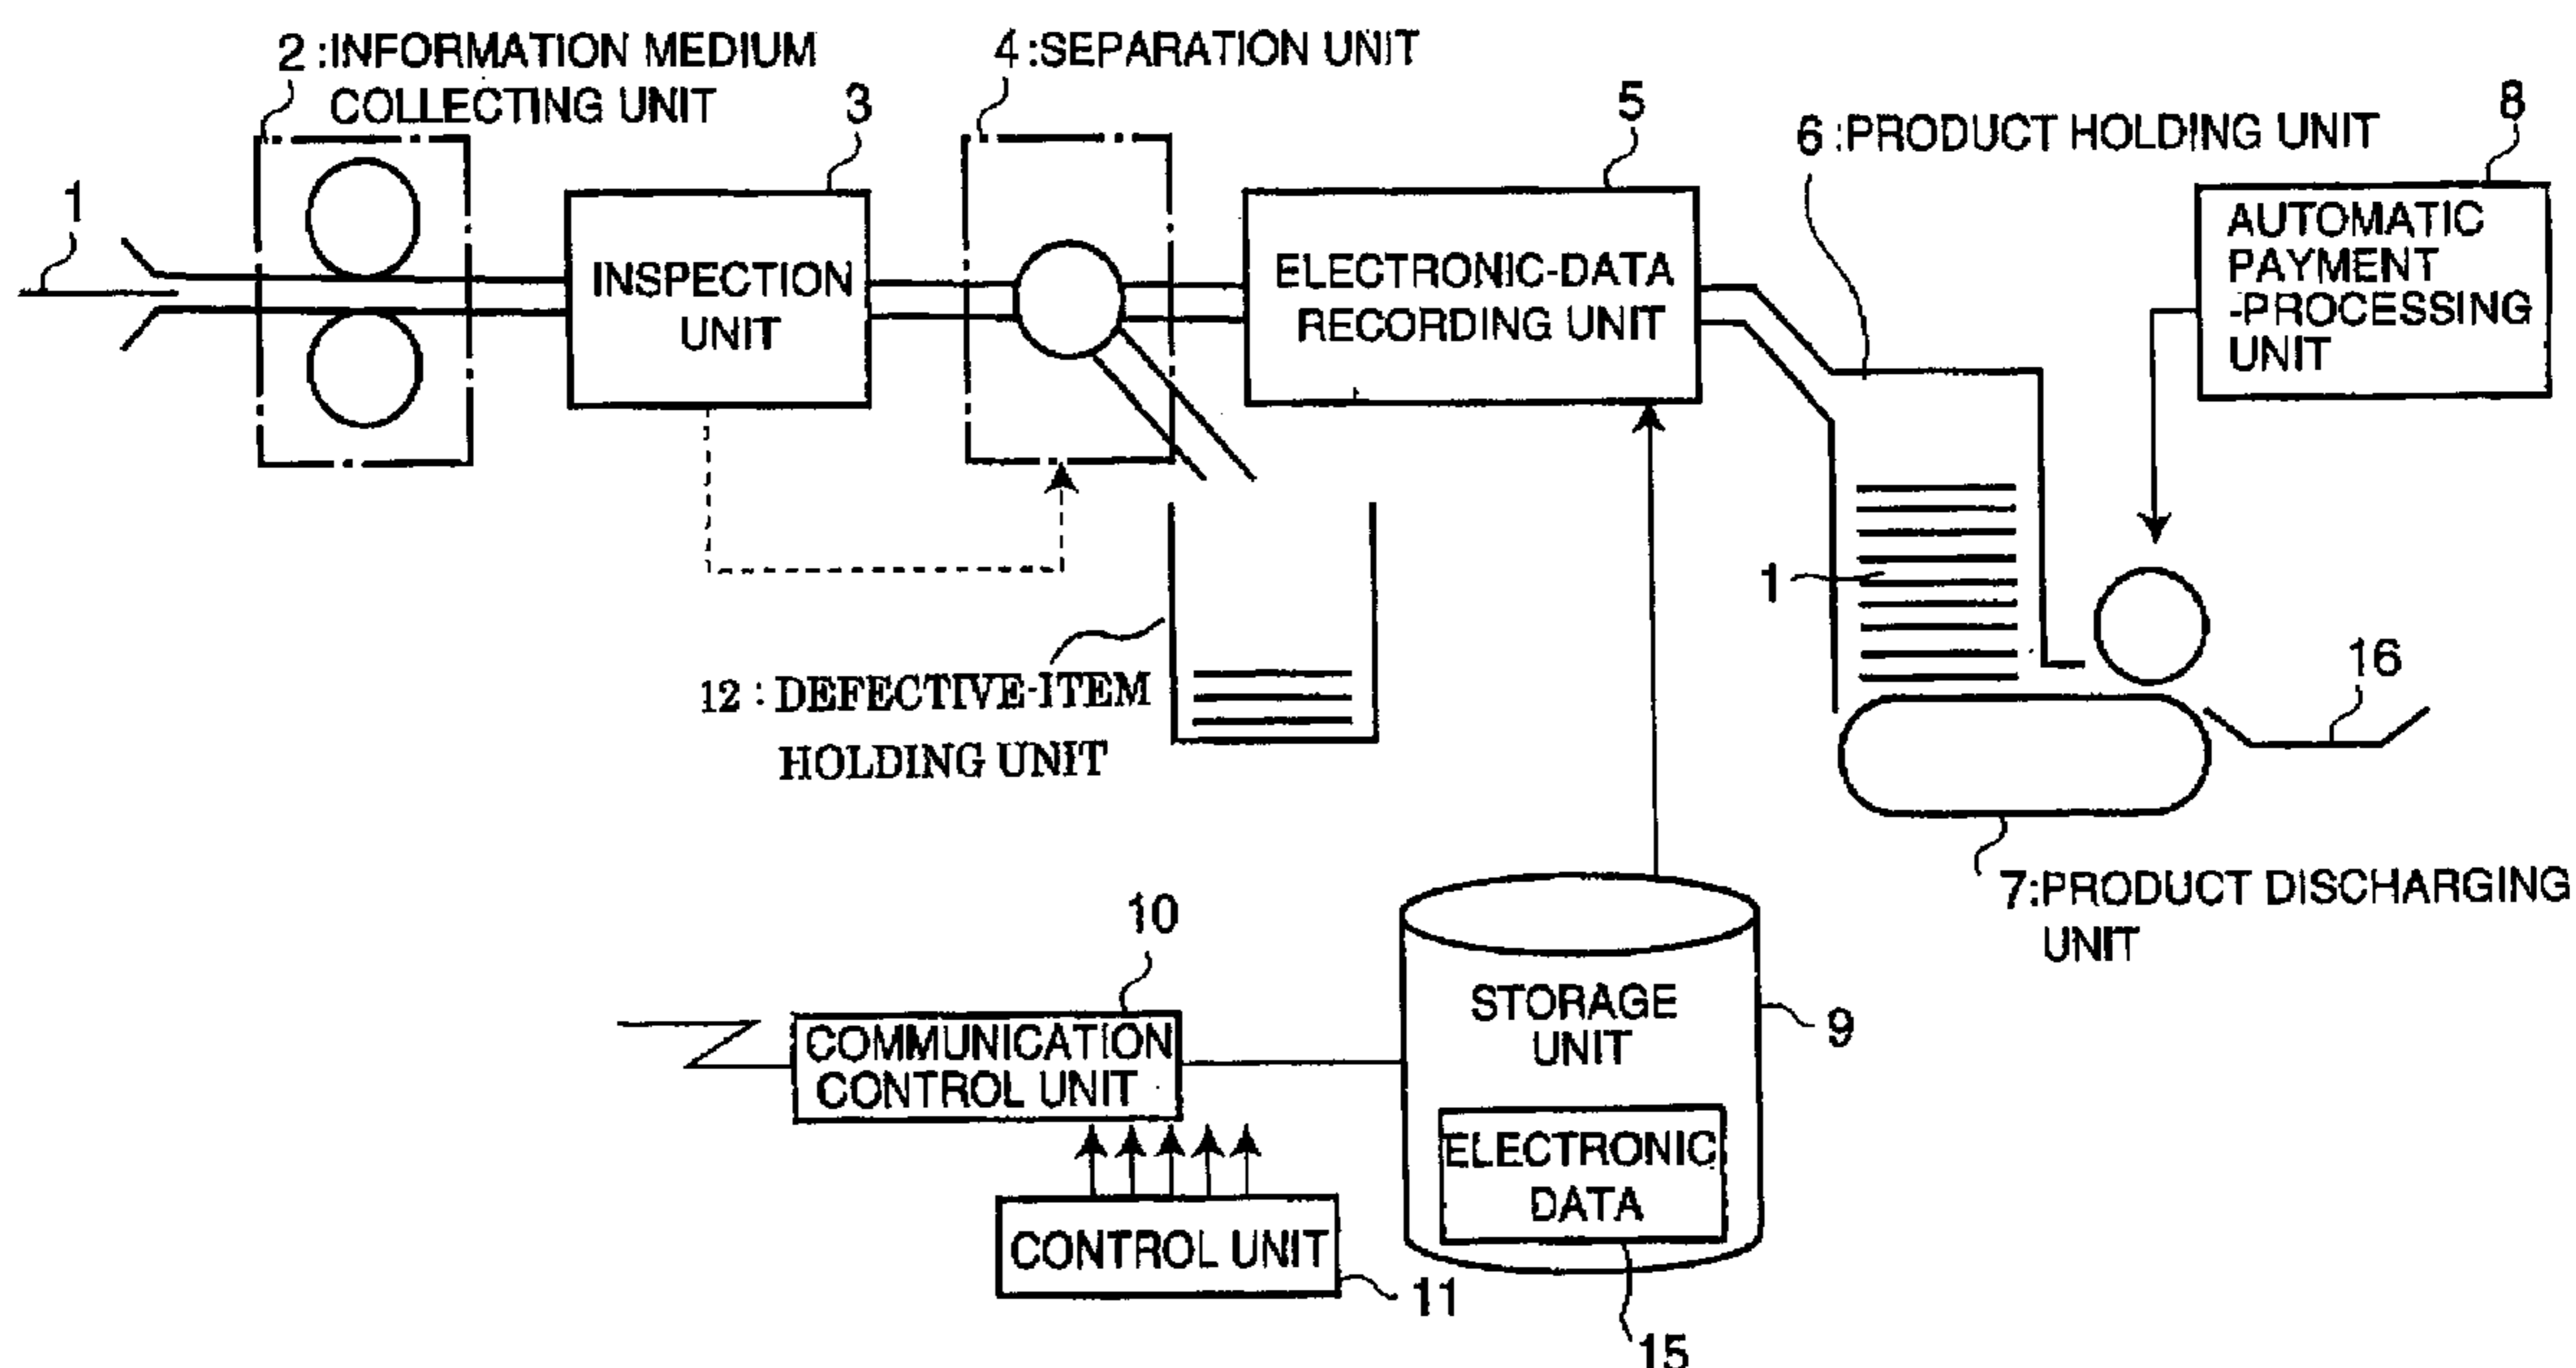 2 :INFORMATION MEDIUM
COLLECTING UNIT
4 :SEPARATION UNIT
3
5
6 :PRODUCT HOLDING UNIT
8
1
INSPECTION
UNIT
ELECTRONIC-DATA
RECORDING UNIT
AUTOMATIC
PAYMENT
-PROCESSING
UNIT
1
16
12 : DEFECTIVE-ITEM
HOLDING UNIT
7:PRODUCT DISCHARGING
UNIT
10
STORAGE
UNIT
9
COMMUNICATION
CONTROL UNIT
ELECTRONIC
DATA
CONTROL UNIT
11
15